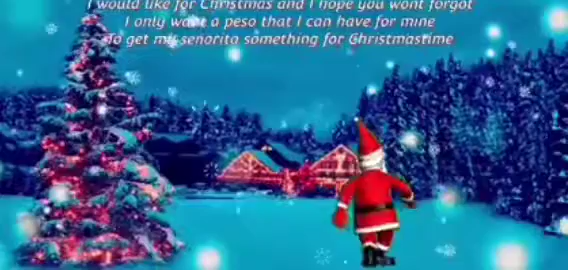 I would like for Christmas and I hope you wont forgot
I only want a peso that I can have for mine
To get my senorita something for Christmastime